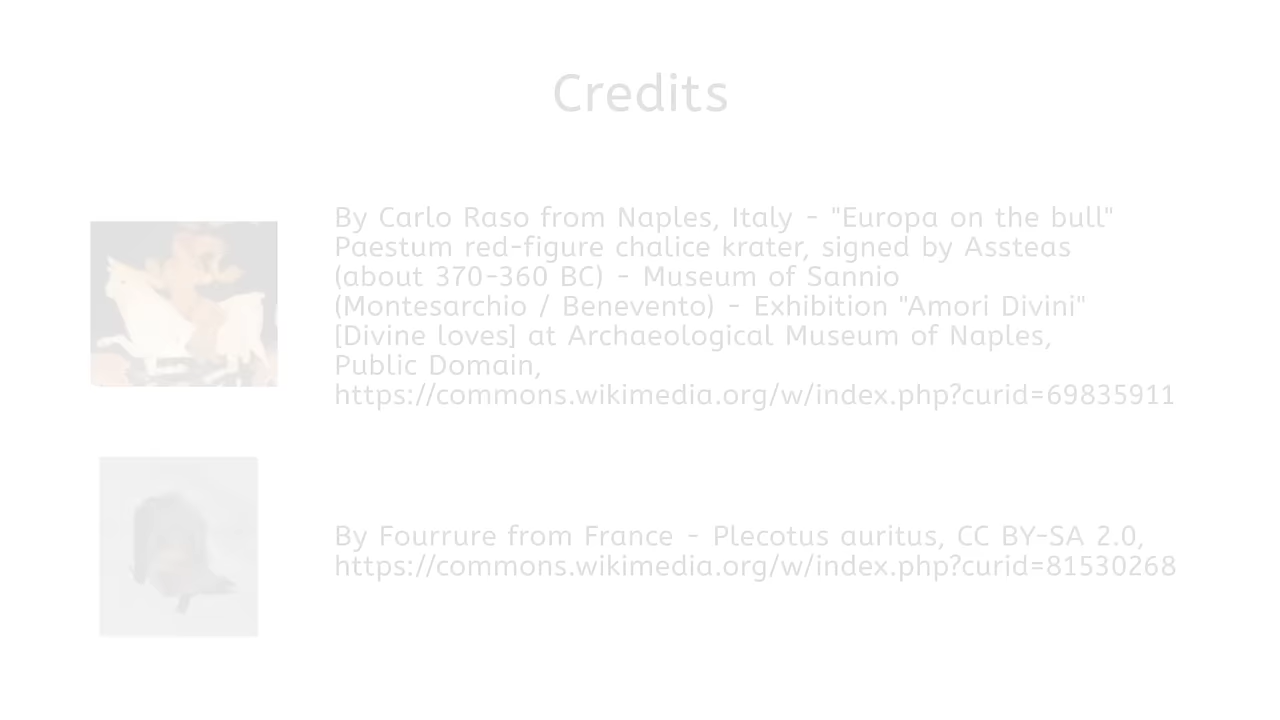 Credits
By Carlo Raso from Naples, Italy - "Europa on the bull"
Paestum red-figure chalice krater, signed by Assteas
(about 370-360 BC) - Museum of Sannio
(Montesarchio / Benevento) - Exhibition "Amori Divini"
[Divine loves] at Archaeological Museum of Naples,
Public Domain,
https://commons.wikimedia.org/w/index.php?curid=69835911
By Fourrure from France - Plecotus auritus, CC BY-SA 2.0,
https://commons.wikimedia.org/w/index.php?curid=81530268